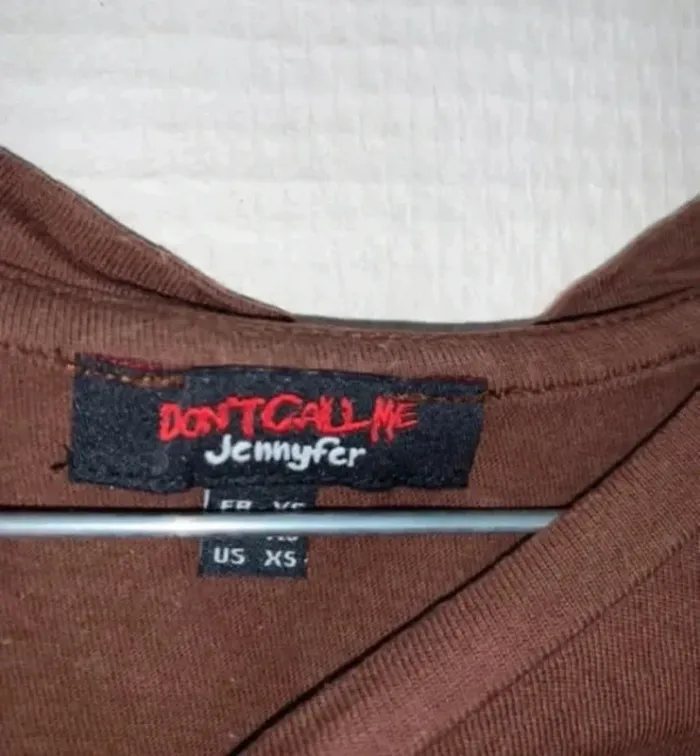 DON'T CALL ME
Jennyfer
FR XS
US XS